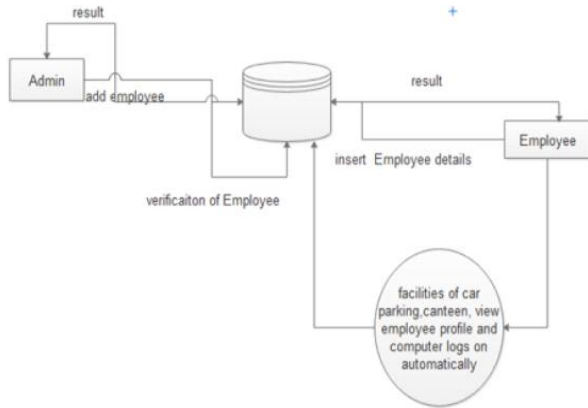 result
Admin
add employee
result
Employee
insert Employee details
verificaiton of Employee
facilities of car
parking,canteen, view
employee profile and
computer logs on
automatically